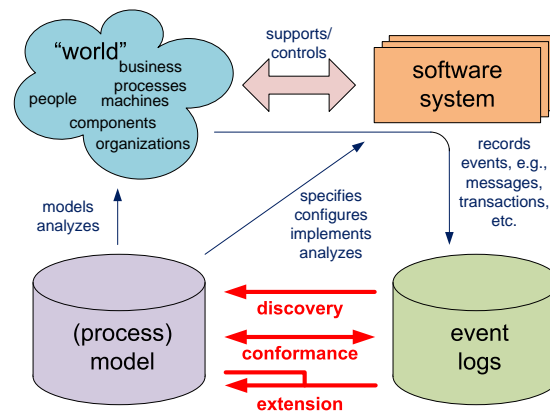 “world”
business
processes
people
machines
components
organizations
supports/
controls
software
system
records
events, e.g.,
messages,
transactions,
etc.
models
analyzes
specifies
configures
implements
analyzes
(process)
model
discovery
conformance
extension
event
logs